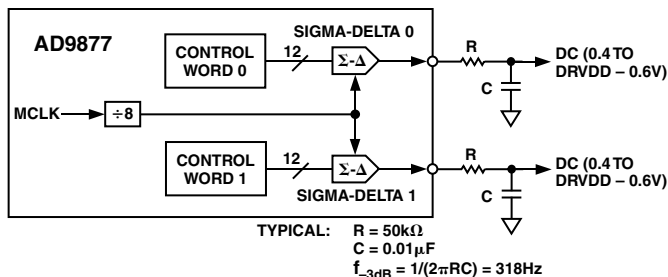 AD9877
CONTROL
WORD 0
12
SIGMA-DELTA 0
Σ-Δ
R
C
DC (0.4 TO
DRVDD – 0.6V)
MCLK
÷8
CONTROL
WORD 1
12
Σ-Δ
SIGMA-DELTA 1
R
C
DC (0.4 TO
DRVDD – 0.6V)
TYPICAL: R = 50kΩ
C = 0.01μF
f–3dB = 1/(2πRC) = 318Hz